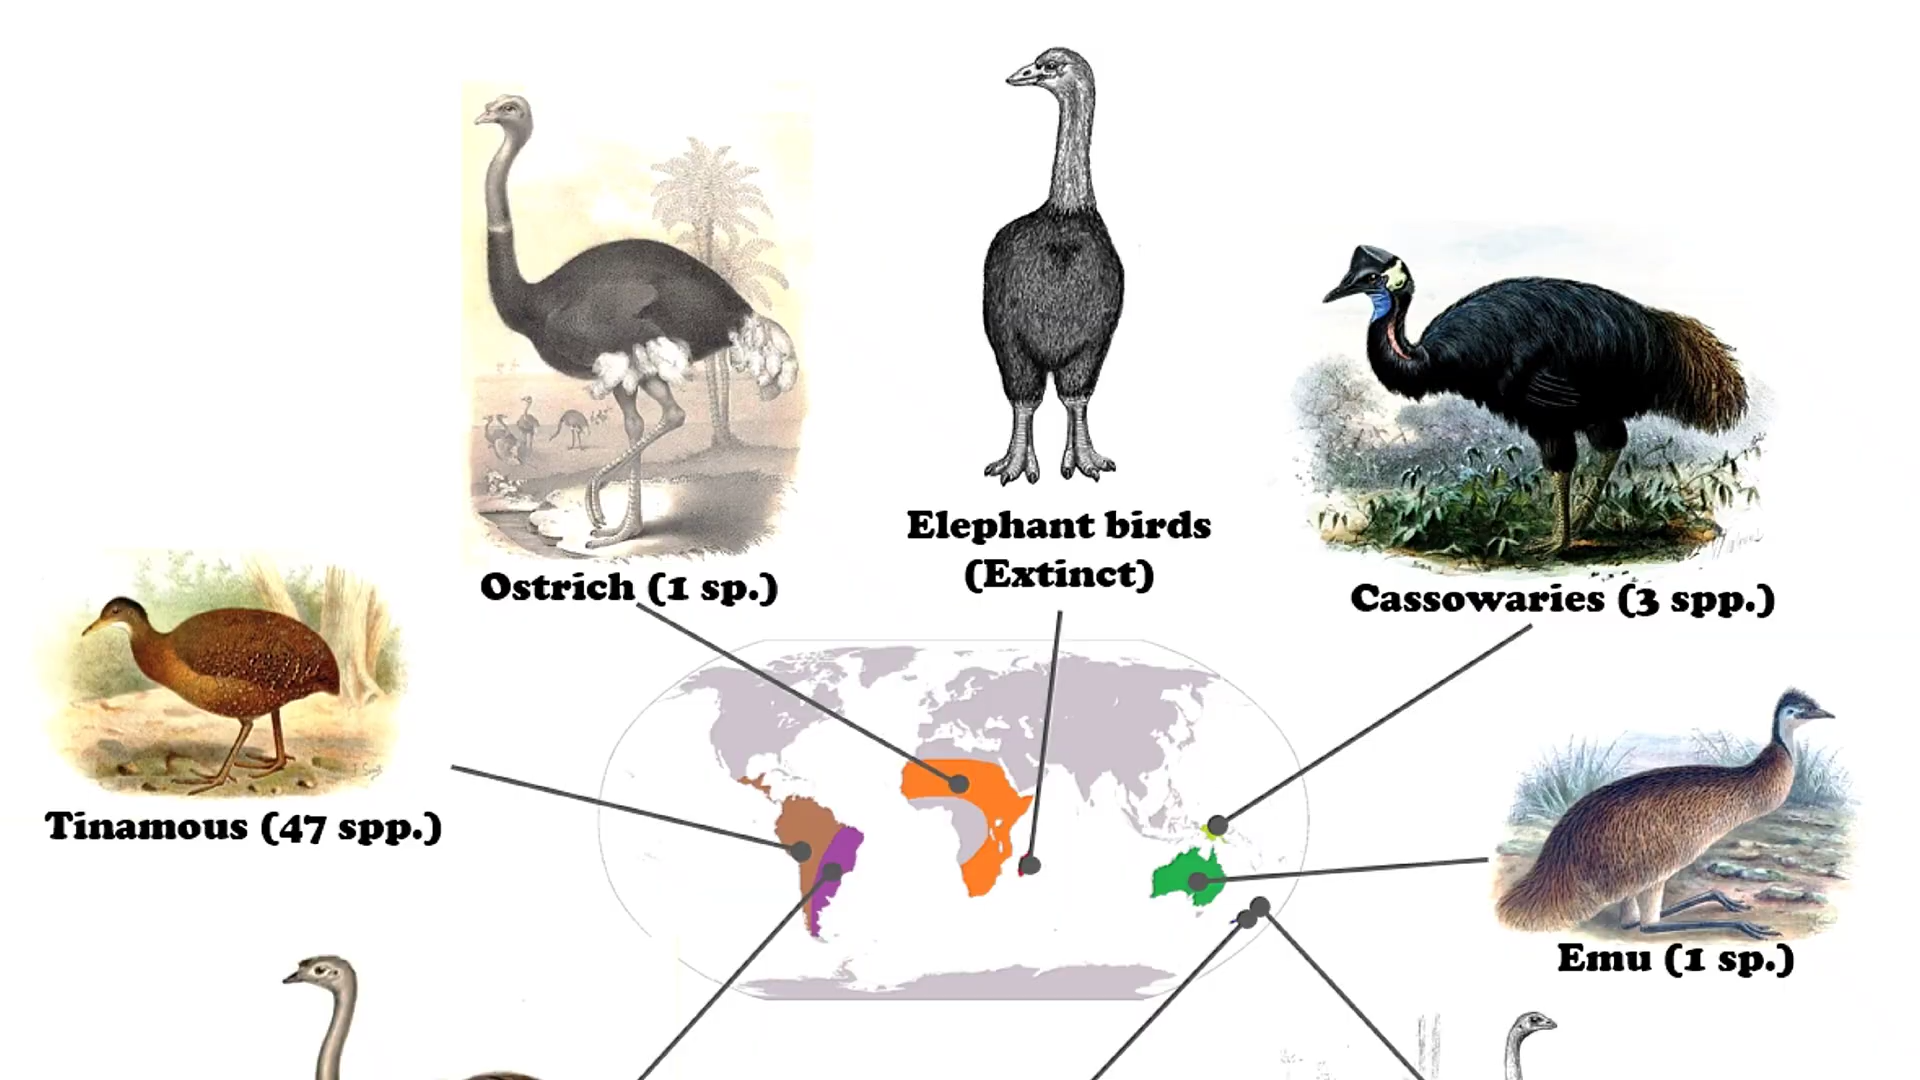 Elephant birds
(Extinct)
Ostrich (1 sp.)
Cassowaries (3 spp.)
Tinamous (47 spp.)
Emu (1 sp.)